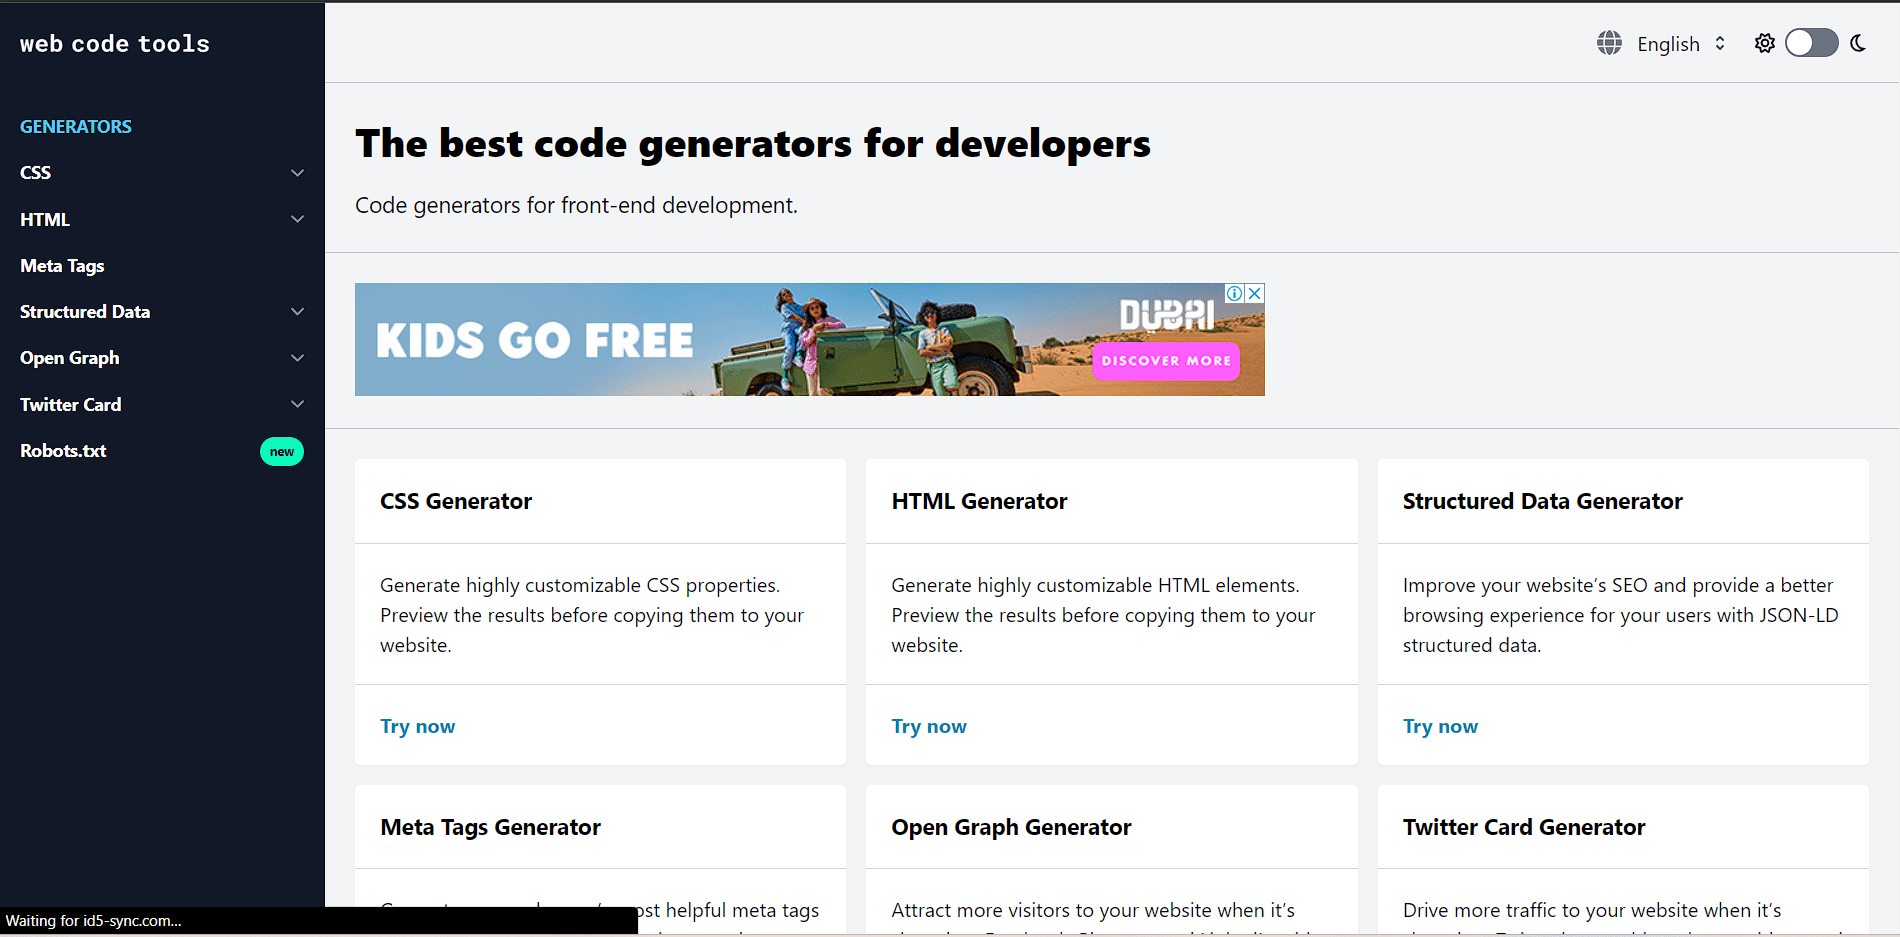 web code tools
English
GENERATORS
CSS
HTML
Meta Tags
Structured Data
Open Graph
Twitter Card
Robots.txt
new
The best code generators for developers
Code generators for front-end development.
KIDS GO FREE
DUBAI
DISCOVER MORE
CSS Generator
Generate highly customizable CSS properties.
Preview the results before copying them to your
website.
Try now
HTML Generator
Generate highly customizable HTML elements.
Preview the results before copying them to your
website.
Try now
Structured Data Generator
Improve your website's SEO and provide a better
browsing experience for your users with JSON-LD
structured data.
Try now
Meta Tags Generator
helpful meta tags
Open Graph Generator
Attract more visitors to your website when it's
Twitter Card Generator
Drive more traffic to your website when it's
Waiting for id5-sync.com...